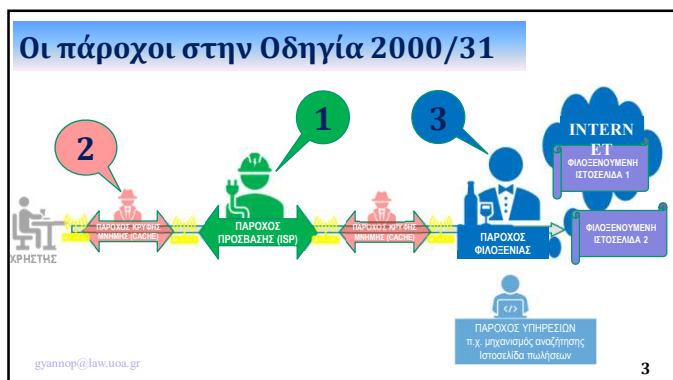 Οι πάροχοι στην Οδηγία 2000/31
1
2
3
INTERN
ET
ΦΙΛΟΞΕΝΟΥΜΕΝΗ
ΙΣΤΟΣΕΛΙΔΑ 1
ΧΡΗΣΤΗΣ
ΠΑΡΟΧΟΣ ΚΡΥΦΗΣ
ΜΝΗΜΗΣ (CACHE)
ΠΑΡΟΧΟΣ
ΠΡΟΣΒΑΣΗΣ (ISP)
ΠΑΡΟΧΟΣ ΚΡΥΦΗΣ
ΜΝΗΜΗΣ (CACHE)
ΠΑΡΟΧΟΣ
ΦΙΛΟΞΕΝΙΑΣ
ΦΙΛΟΞΕΝΟΥΜΕΝΗ
ΙΣΤΟΣΕΛΙΔΑ 2
ΠΑΡΟΧΟΣ ΥΠΗΡΕΣΙΩΝ
π.χ. μηχανισμός αναζήτησης
Ιστοσελίδα πωλήσεων
gyannop@law.uoa.gr
3